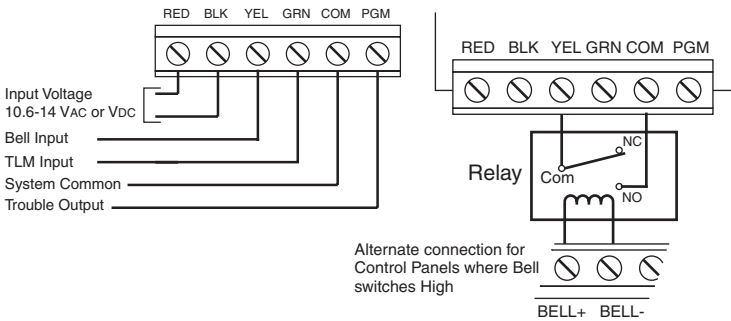 RED BLK YEL GRN COM PGM
Input Voltage
10.6-14 VAC or VDC
Bell Input
TLM Input
System Common
Trouble Output
RED BLK YEL GRN COM PGM
Relay
Com
NC
NO
Alternate connection for
Control Panels where Bell
switches High
BELL+ BELL-